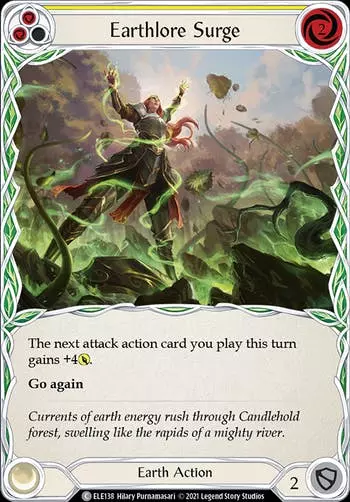 Earthlore Surge
2
The next attack action card you play this turn
gains +4.
Go again
Currents of earth energy rush through Candlehold
forest, swelling like the rapids of a mighty river.
Earth Action
2
C ELE138 Hilary Purnamasari ©2021 Legend Story Studios